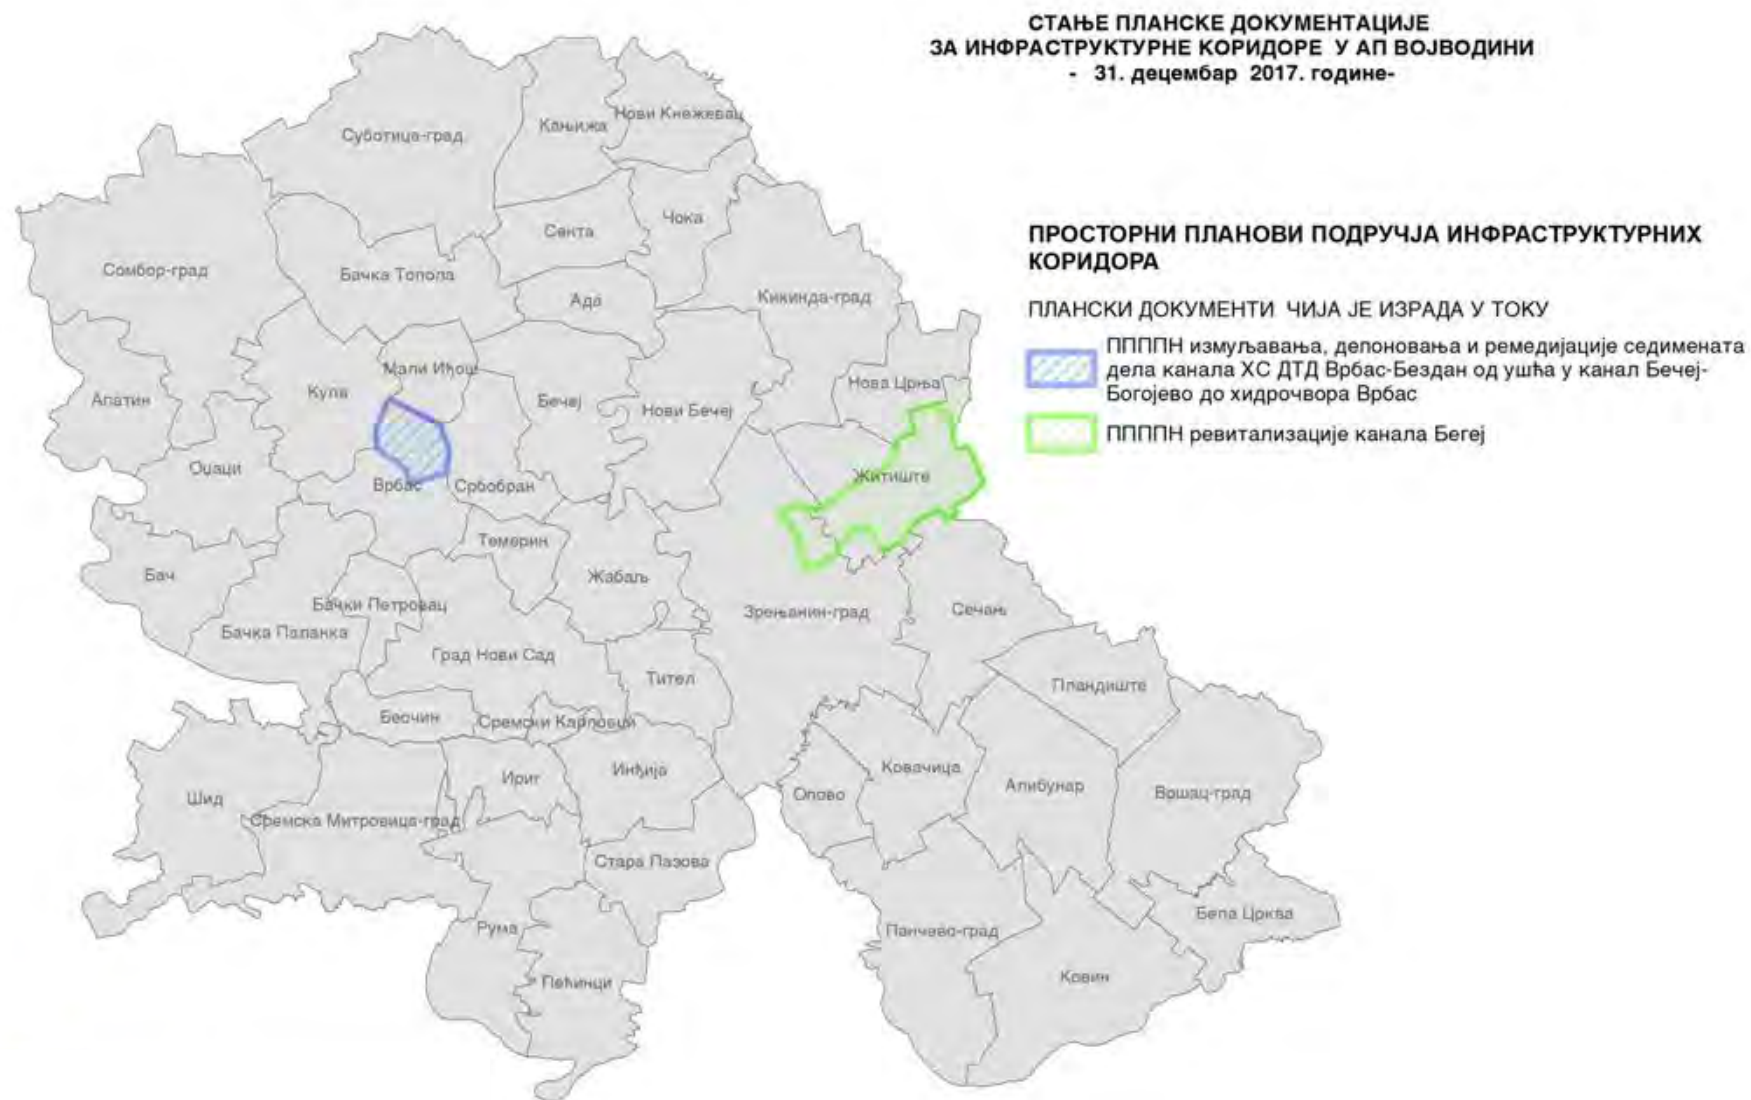 СТАЊЕ ПЛАНСКЕ ДОКУМЕНТАЦИЈЕ
ЗА ИНФРАСТРУКТУРНЕ КОРИДОРЕ У АП ВОЈВОДИНИ
- 31. децембар 2017. године-
ПРОСТОРНИ ПЛАНОВИ ПОДРУЧЈА ИНФРАСТРУКТУРНИХ
КОРИДОРА
ПЛАНСКИ ДОКУМЕНТИ ЧИЈА ЈЕ ИЗРАДА У ТОКУ
ППППН измуљавања, депоновања и ремедијације седимента
дела канала ХС ДТД Врбас-Бездан од ушћа у канал Бечеј-
Богојево до хидрочвора Врбас
ППППН ревитализације канала Бегеј
Суботица-град
Кањижа
Нови Кнежевац
Сента
Чока
Сомбор-град
Бачка Топола
Ада
Кикинда-град
Мали Иђош
Нова Црња
Апатин
Кула
Бечеј
Нови Бечеј
Оџаци
Врбас
Србобран
Житиште
Темерин
Бач
Жабаљ
Бачки Петровац
Бачка Паланка
Зрењанин-град
Сечањ
Град Нови Сад
Тител
Пландиште
Беочин
Сремски Карловци
Ириг
Инђија
Ковачица
Шид
Опово
Алибунар
Вршац-град
Сремска Митровица-град
Стара Пазова
Рума
Панчево-град
Бела Црква
Пећинци
Ковин